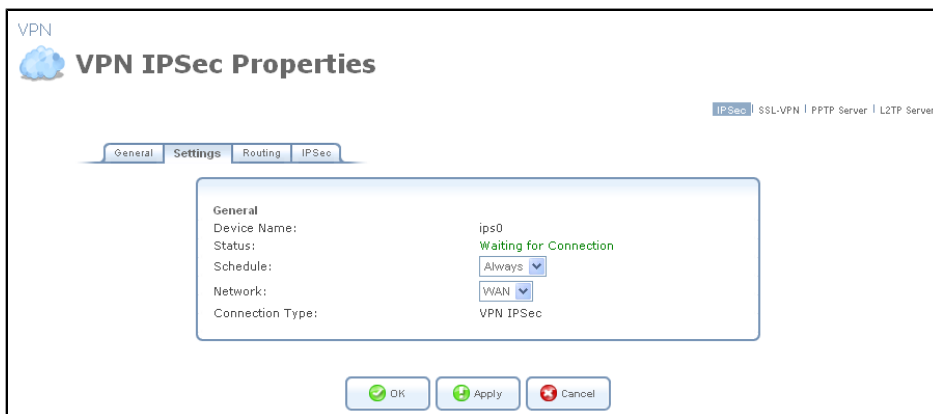 VPN
VPN IPSec Properties
IPSec | SSL-VPN | PPTP Server | L2TP Server
General Settings Routing IPSec
General
Device Name: ips0
Status: Waiting for Connection
Schedule: Always
Network: WAN
Connection Type: VPN IPSec
OK Apply Cancel